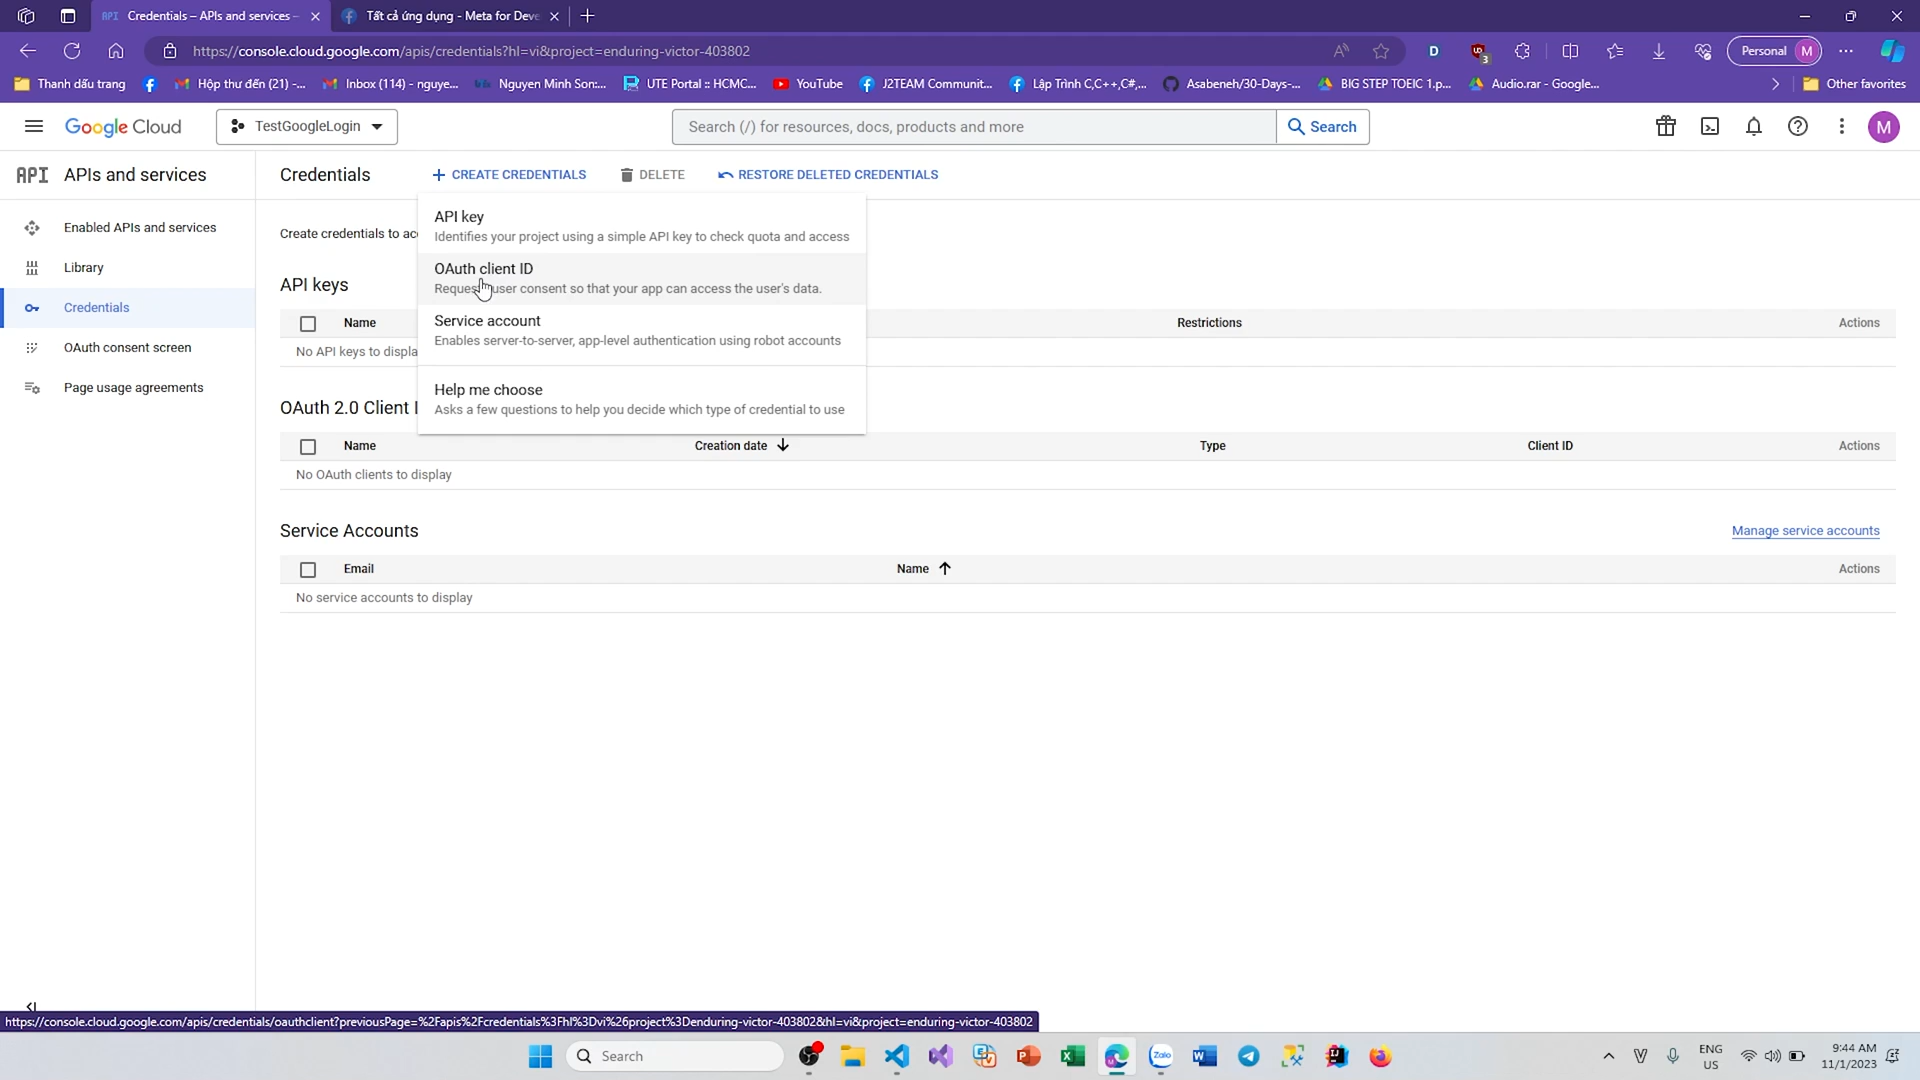 Credentials – APIs and services –
Tất cả ứng dụng - Meta for Deve
https://console.cloud.google.com/apis/credentials?hl=vi&project=enduring-victor-403802
Personal M
Thanh dấu trang
Hộp thư đến (21) -...
Inbox (114) - nguye...
Nguyen Minh Son:...
UTE Portal :: HCMC...
YouTube
J2TEAM Communit...
Lập Trình C,C++,C#,...
Asabeneh/30-Days-...
BIG STEP TOEIC 1.p...
Audio.rar - Google...
Other favorites
Google Cloud
TestGoogleLogin
Search (/) for resources, docs, products and more
Search
M
API APIs and services
Credentials
CREATE CREDENTIALS
DELETE
RESTORE DELETED CREDENTIALS
Enabled APIs and services
Library
Credentials
OAuth consent screen
Page usage agreements
Create credentials to ac
API key
Identifies your project using a simple API key to check quota and access
OAuth client ID
Reques user consent so that your app can access the user's data.
Service account
Enables server-to-server, app-level authentication using robot accounts
Help me choose
Asks a few questions to help you decide which type of credential to use
API keys
Name Restrictions Actions
No API keys to displa
OAuth 2.0 Client I
Name Creation date Type Client ID Actions
No OAuth clients to display
Service Accounts
Manage service accounts
Email Name Actions
No service accounts to display
https://console.cloud.google.com/apis/credentials/oauthclient?previousPage=%2Fapis%2Fcredentials%3Fhl%3Dvi%26project%3Denduring-victor-403802&hl=vi&project=enduring-victor-403802
Search
Zalo
ENG
US
9:44 AM
11/1/2023